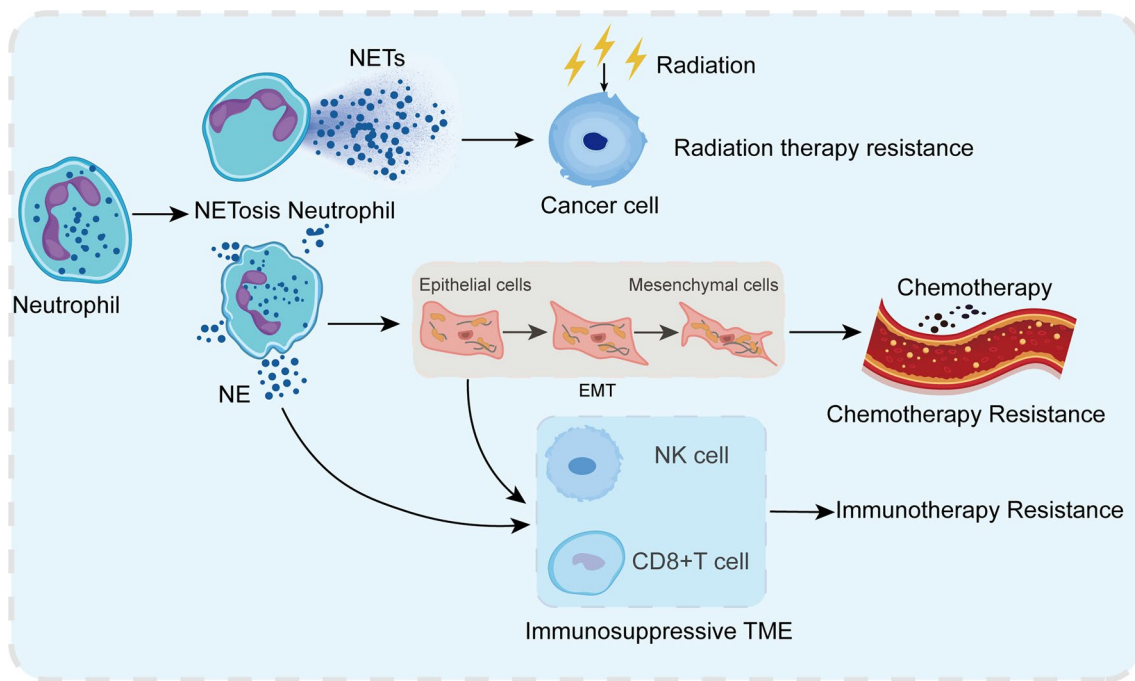 NETs
Radiation
Radiation therapy resistance
Cancer cell
NETosis Neutrophil
Neutrophil
Epithelial cells
Mesenchymal cells
Chemotherapy
NE
EMT
Chemotherapy Resistance
NK cell
Immunotherapy Resistance
CD8+T cell
Immunosuppressive TME